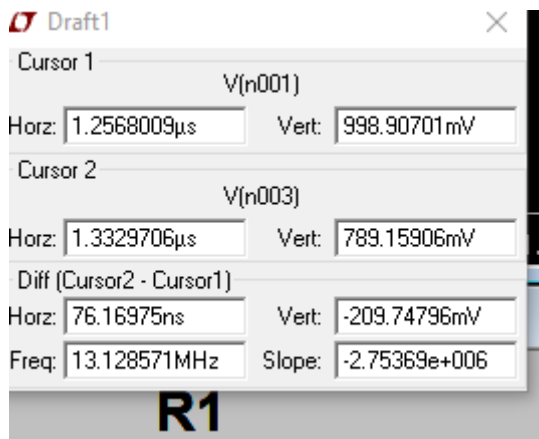 Draft1
Cursor 1
V(n001)
Horz: 1.2568009µs Vert: 998.90701mV
Cursor 2
V(n003)
Horz: 1.3329706µs Vert: 789.15906mV
Diff (Cursor2 - Cursor1)
Horz: 76.16975ns Vert: -209.74796mV
Freq: 13.128571MHz Slope: -2.75369e+006
R1